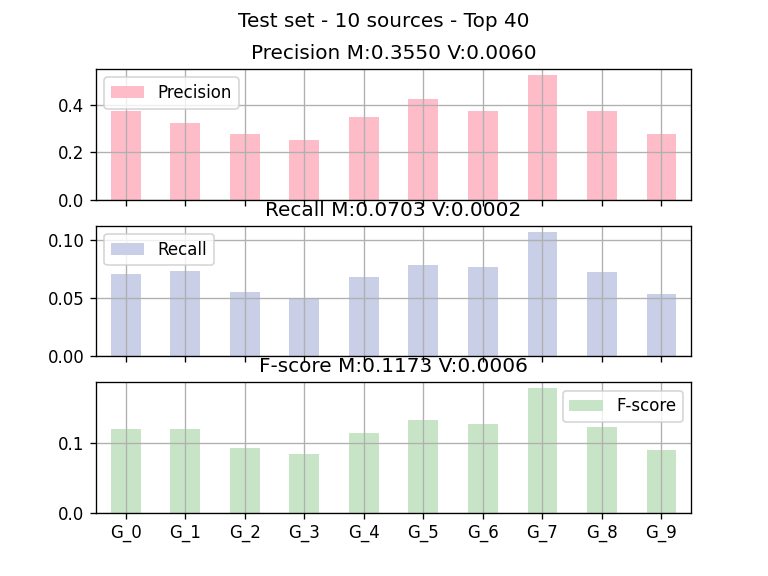 Test set - 10 sources - Top 40
Precision M:0.3550 V:0.0060
Precision
0.4
0.2
0.0
Recall M:0.0703 V:0.0002
Recall
0.10
0.05
0.00
F-score M:0.1173 V:0.0006
F-score
0.1
0.0
G_0 G_1 G_2 G_3 G_4 G_5 G_6 G_7 G_8 G_9